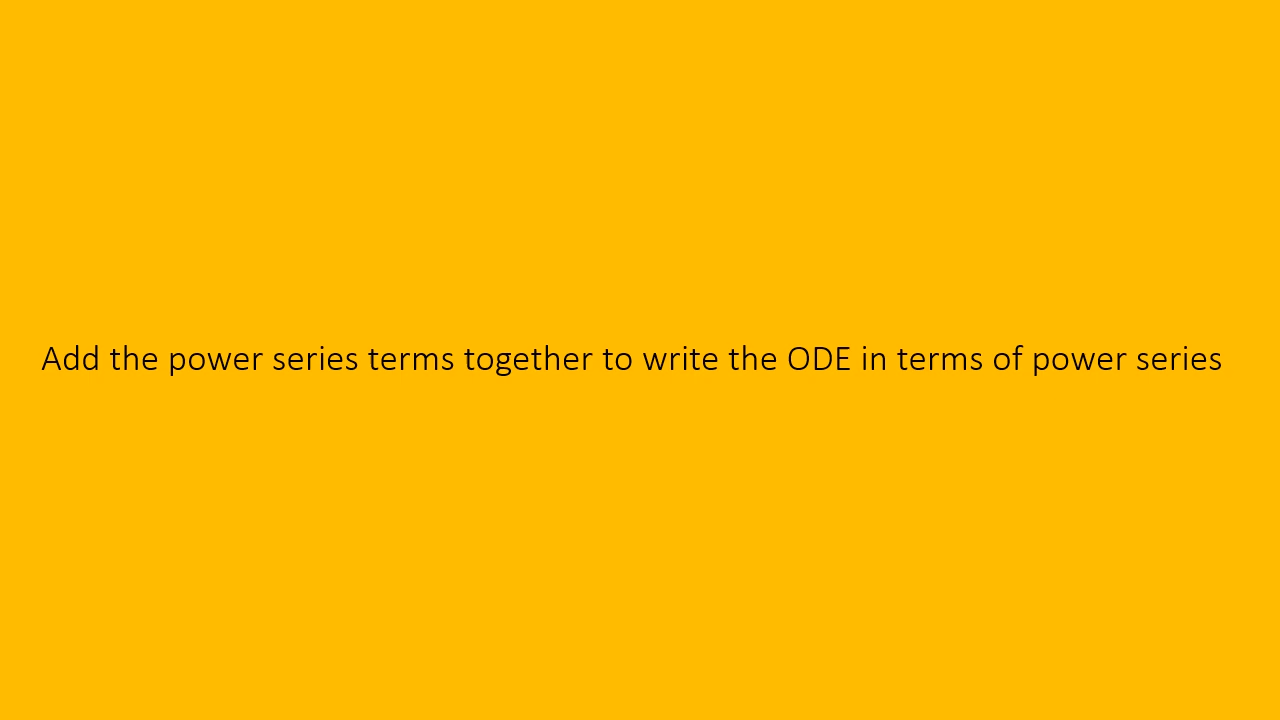 Add the power series terms together to write the ODE in terms of power series